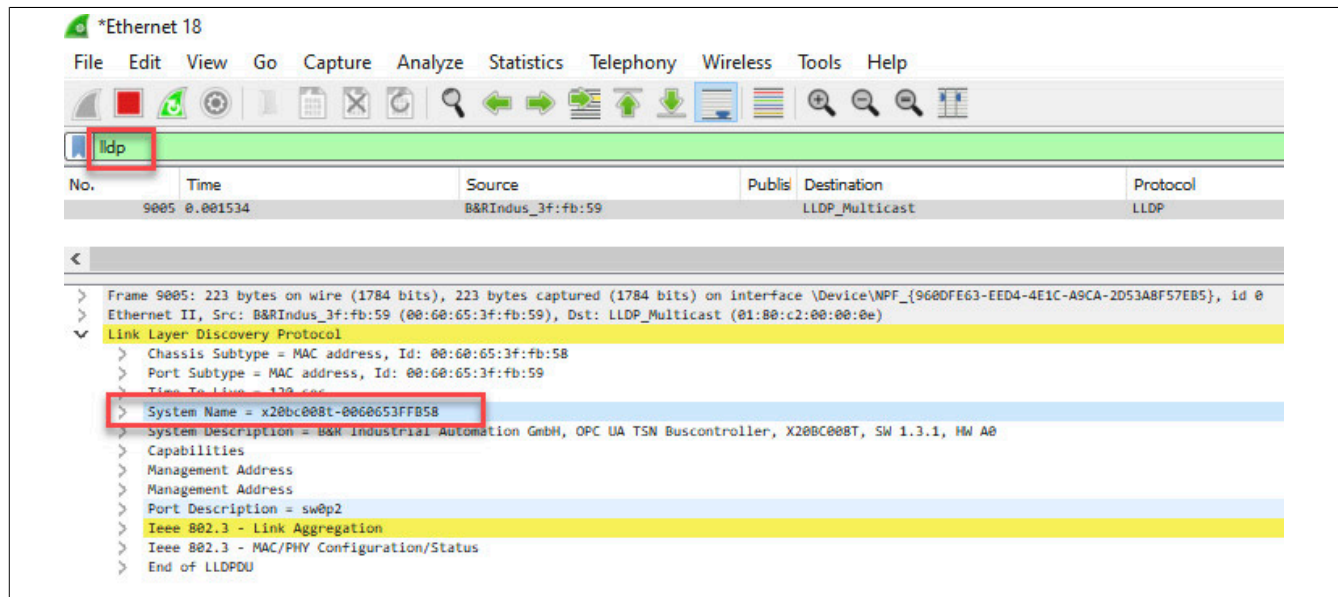 *Ethernet 18
File Edit View Go Capture Analyze Statistics Telephony Wireless Tools Help
lldp
No. Time Source Publis Destination Protocol
9005 0.001534 B&RIndus_3f:fb:59 LLDP_Multicast LLDP
Frame 9005: 223 bytes on wire (1784 bits), 223 bytes captured (1784 bits) on interface \Device\NPF_{960DFE63-EED4-4E1C-A9CA-2D53A8F57EB5}, id 0
Ethernet II, Src: B&RIndus_3f:fb:59 (00:60:65:3f:fb:59), Dst: LLDP_Multicast (01:80:c2:00:00:0e)
Link Layer Discovery Protocol
Chassis Subtype = MAC address, Id: 00:60:65:3f:fb:58
Port Subtype = MAC address, Id: 00:60:65:3f:fb:59
Time To Live = 120 sec
System Name = x20bc008t-0060653FFB58
System Description = B&R Industrial Automation GmbH, OPC UA TSN Buscontroller, X20BC008T, SW 1.3.1, HW A0
Capabilities
Management Address
Management Address
Port Description = sw0p2
Ieee 802.3 - Link Aggregation
Ieee 802.3 - MAC/PHY Configuration/Status
End of LLDPDU